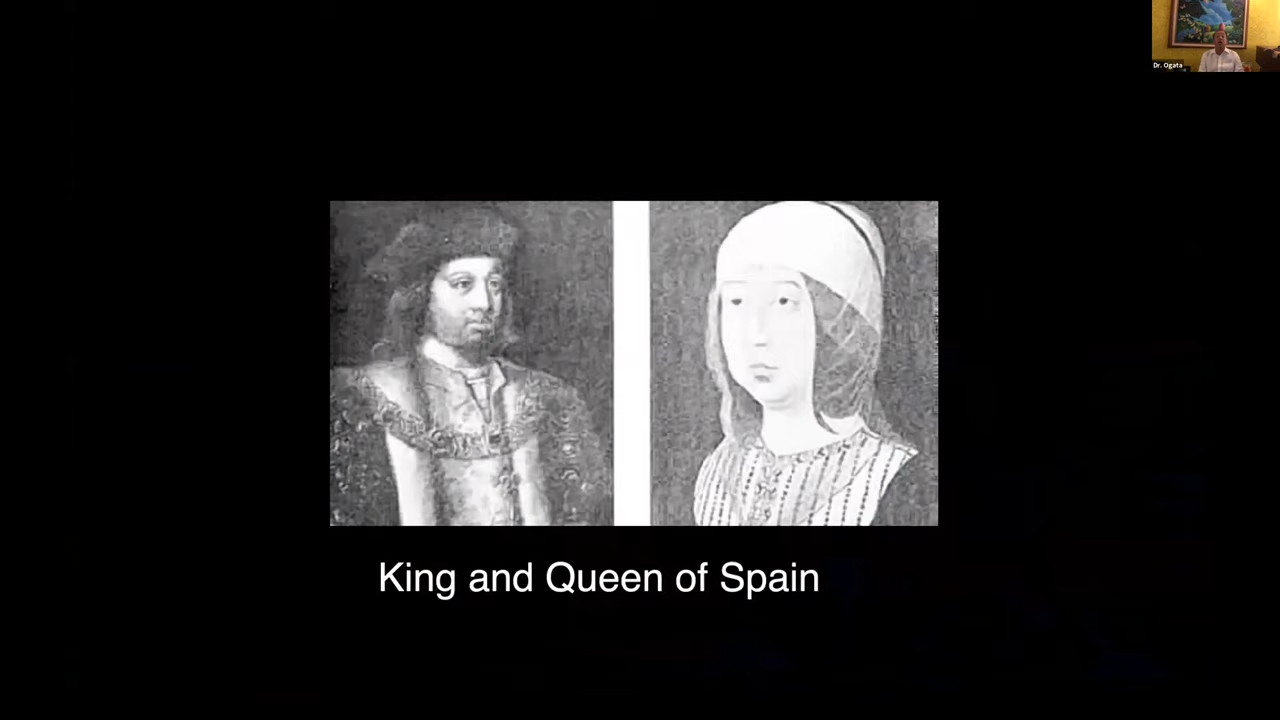 Dr. Ogata
King and Queen of Spain